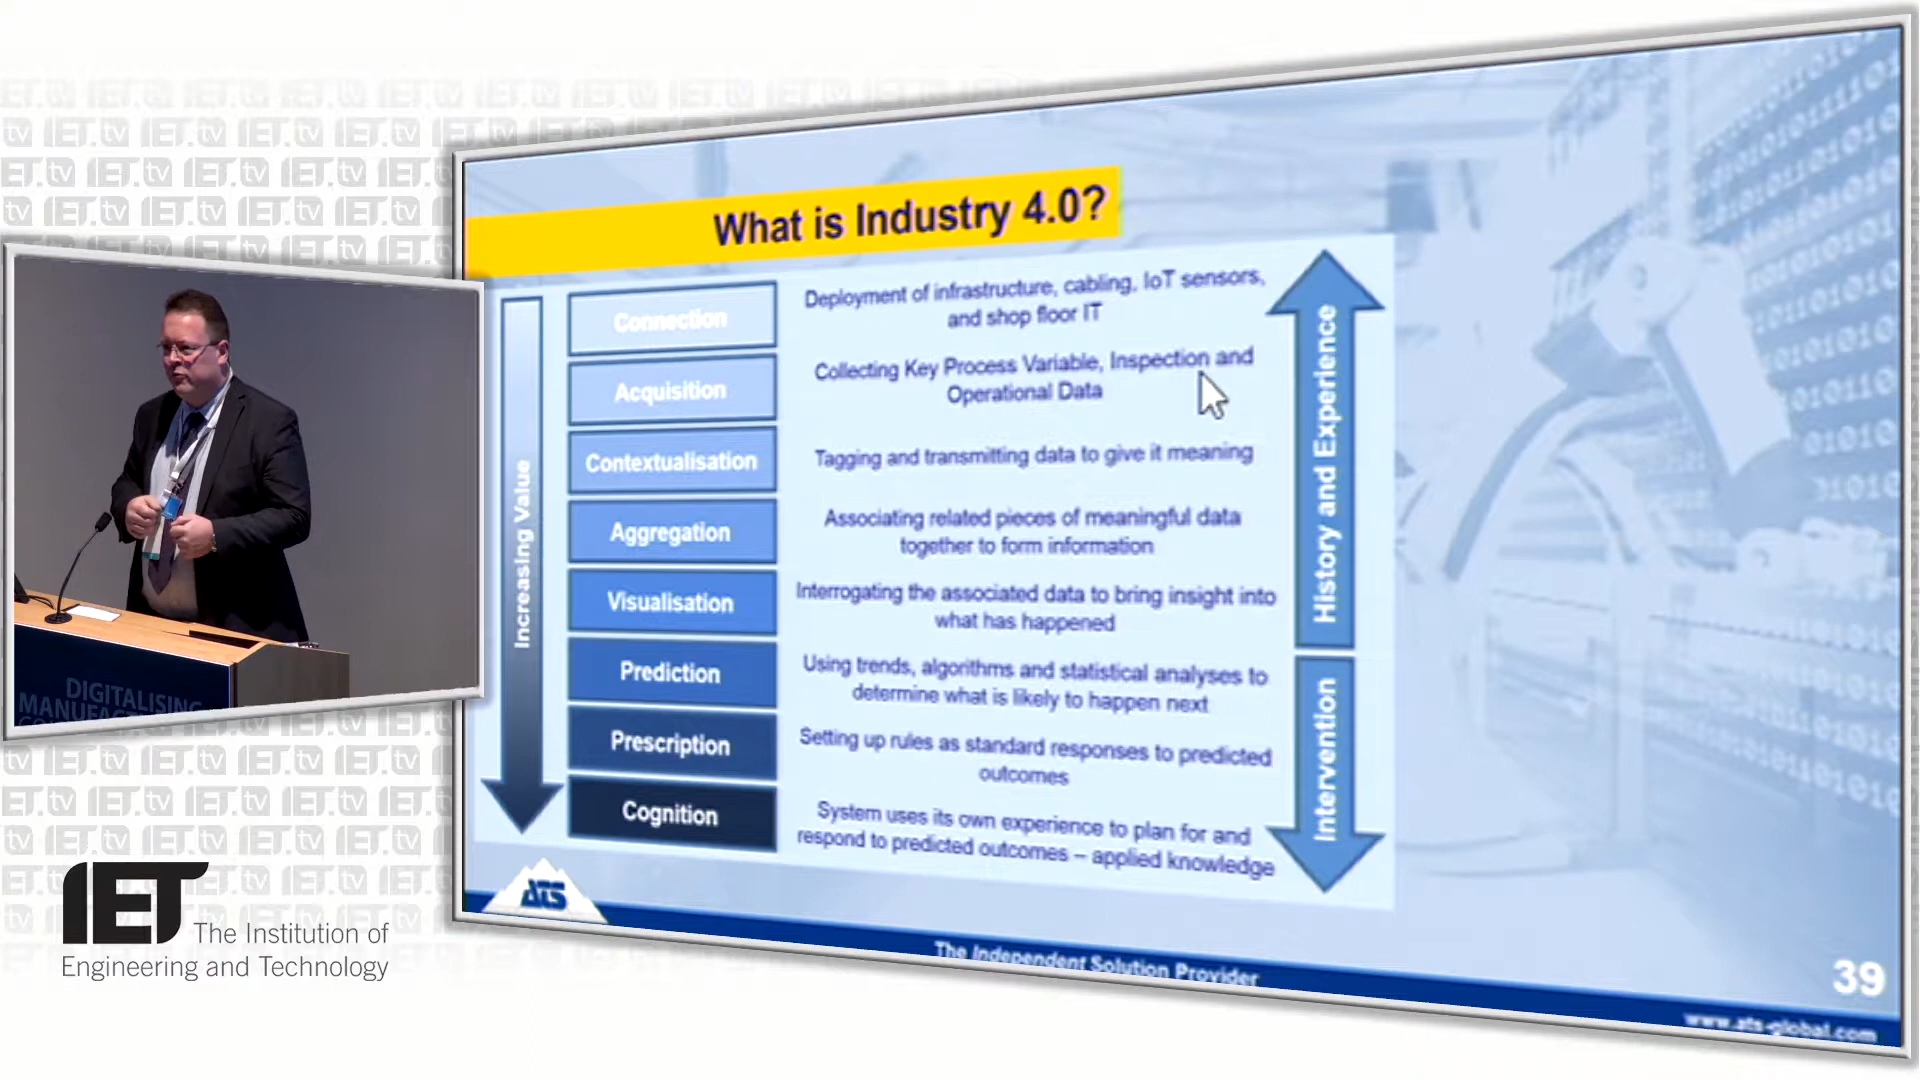 What is Industry 4.0?
Increasing Value
Connection
Deployment of infrastructure, cabling, IoT sensors,
and shop floor IT
Acquisition
Collecting Key Process Variable, Inspection and
Operational Data
Contextualisation
Tagging and transmitting data to give it meaning
Aggregation
Associating related pieces of meaningful data
together to form information
Visualisation
Interrogating the associated data to bring insight into
what has happened
Prediction
Using trends, algorithms and statistical analyses to
determine what is likely to happen next
Prescription
Setting up rules as standard responses to predicted
outcomes
Cognition
System uses its own experience to plan for and
respond to predicted outcomes – applied knowledge
History and Experience
Intervention
ATS
The Independent Solution Provider
39
www.ats-global.com
DIGITALISING
MANUFACTURING
IET
The Institution of
Engineering and Technology
IET.tv